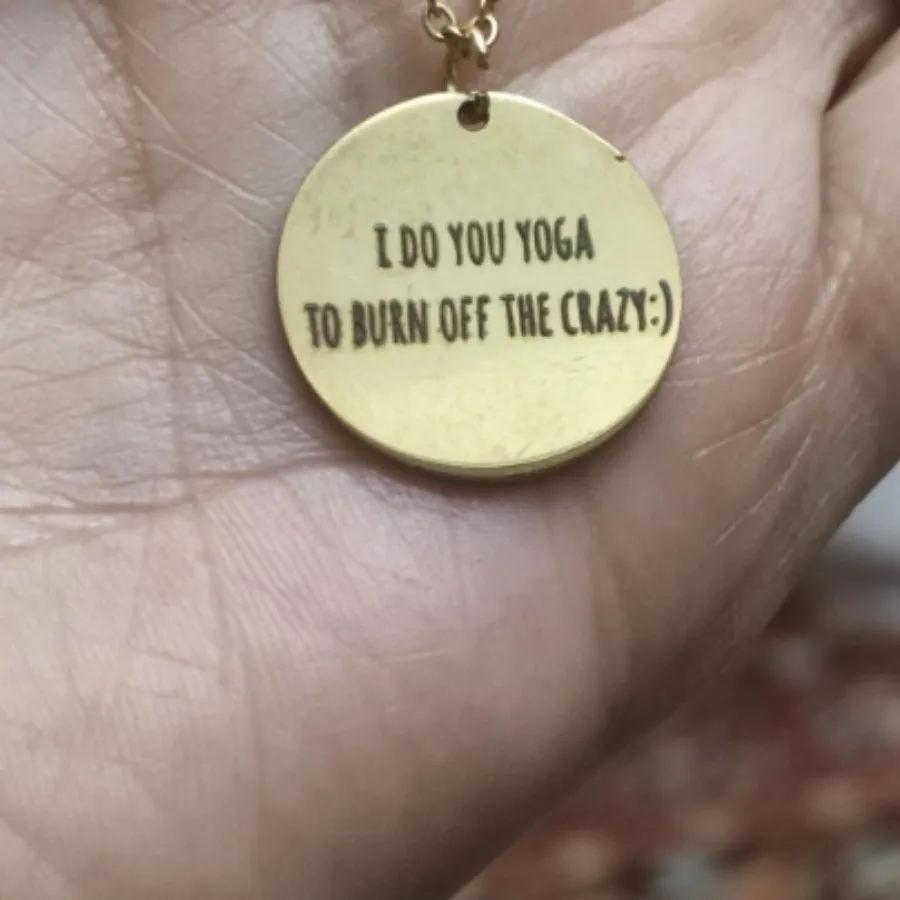 I DO YOU YOGA
TO BURN OFF THE CRAZY:)